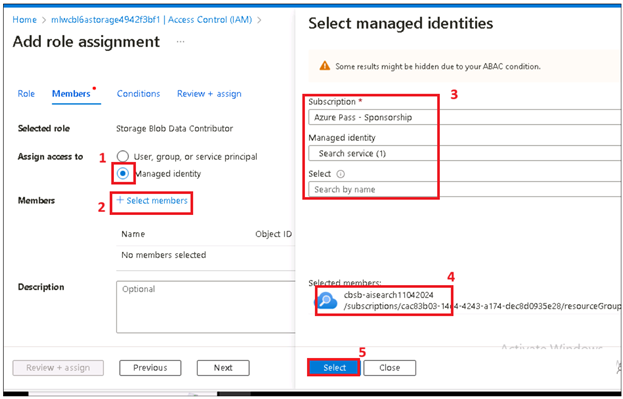 Home > mlwcbl6astorage4942f3bf1 | Access Control (IAM) >
Add role assignment ...
Role Members Conditions Review + assign
Selected role Storage Blob Data Contributor
Assign access to 1 User, group, or service principal
Managed identity
Members 2 + Select members
Name Object ID
No members selected
Description Optional
Review + assign Previous Next
Select managed identities
Some results might be hidden due to your ABAC condition.
3
Subscription *
Azure Pass - Sponsorship
Managed identity
Search service (1)
Select
Search by name
4
Selected members:
cbsb-aisearch11042024
/subscriptions/cac83b03-14e4-4243-a174-dec8d0935e28/resourceGroup
Activate Windows
5
Select Close